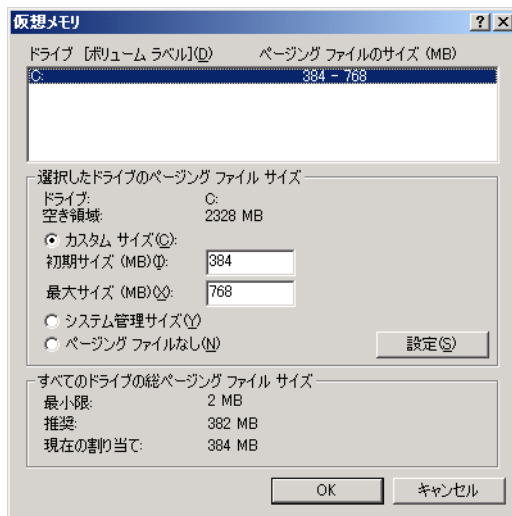 仮想メモリ
ドライブ [ボリューム ラベル](D) ページング ファイルのサイズ (MB)
C: 384 - 768
選択したドライブのページング ファイル サイズ
ドライブ: C:
空き領域: 2328 MB
カスタム サイズ(C):
初期サイズ (MB)(I): 384
最大サイズ (MB)(X): 768
システム管理サイズ(Y)
ページング ファイルなし(N) 設定(S)
すべてのドライブの総ページング ファイル サイズ
最小限: 2 MB
推奨: 382 MB
現在の割り当て: 384 MB
OK キャンセル